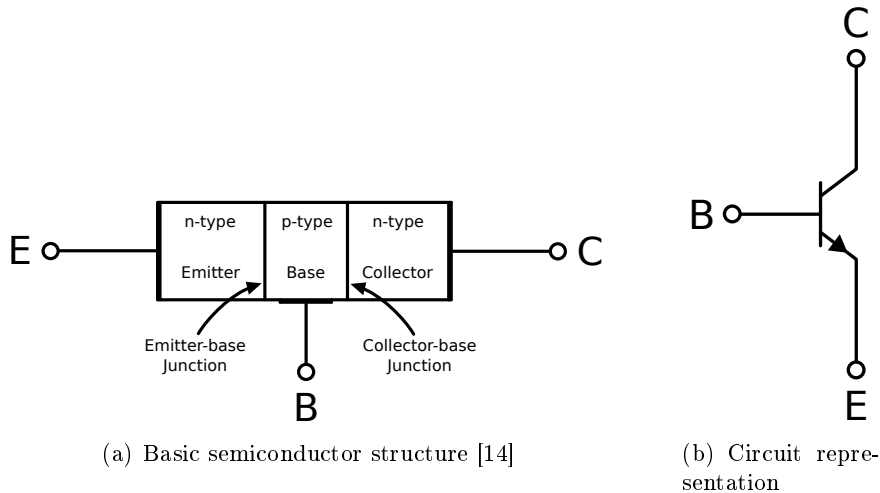 E
n-type
p-type
n-type
Emitter
Base
Collector
C
Emitter-base
Junction
Collector-base
Junction
B
(a) Basic semiconductor structure [14]
C
B
E
(b) Circuit repre-
sentation